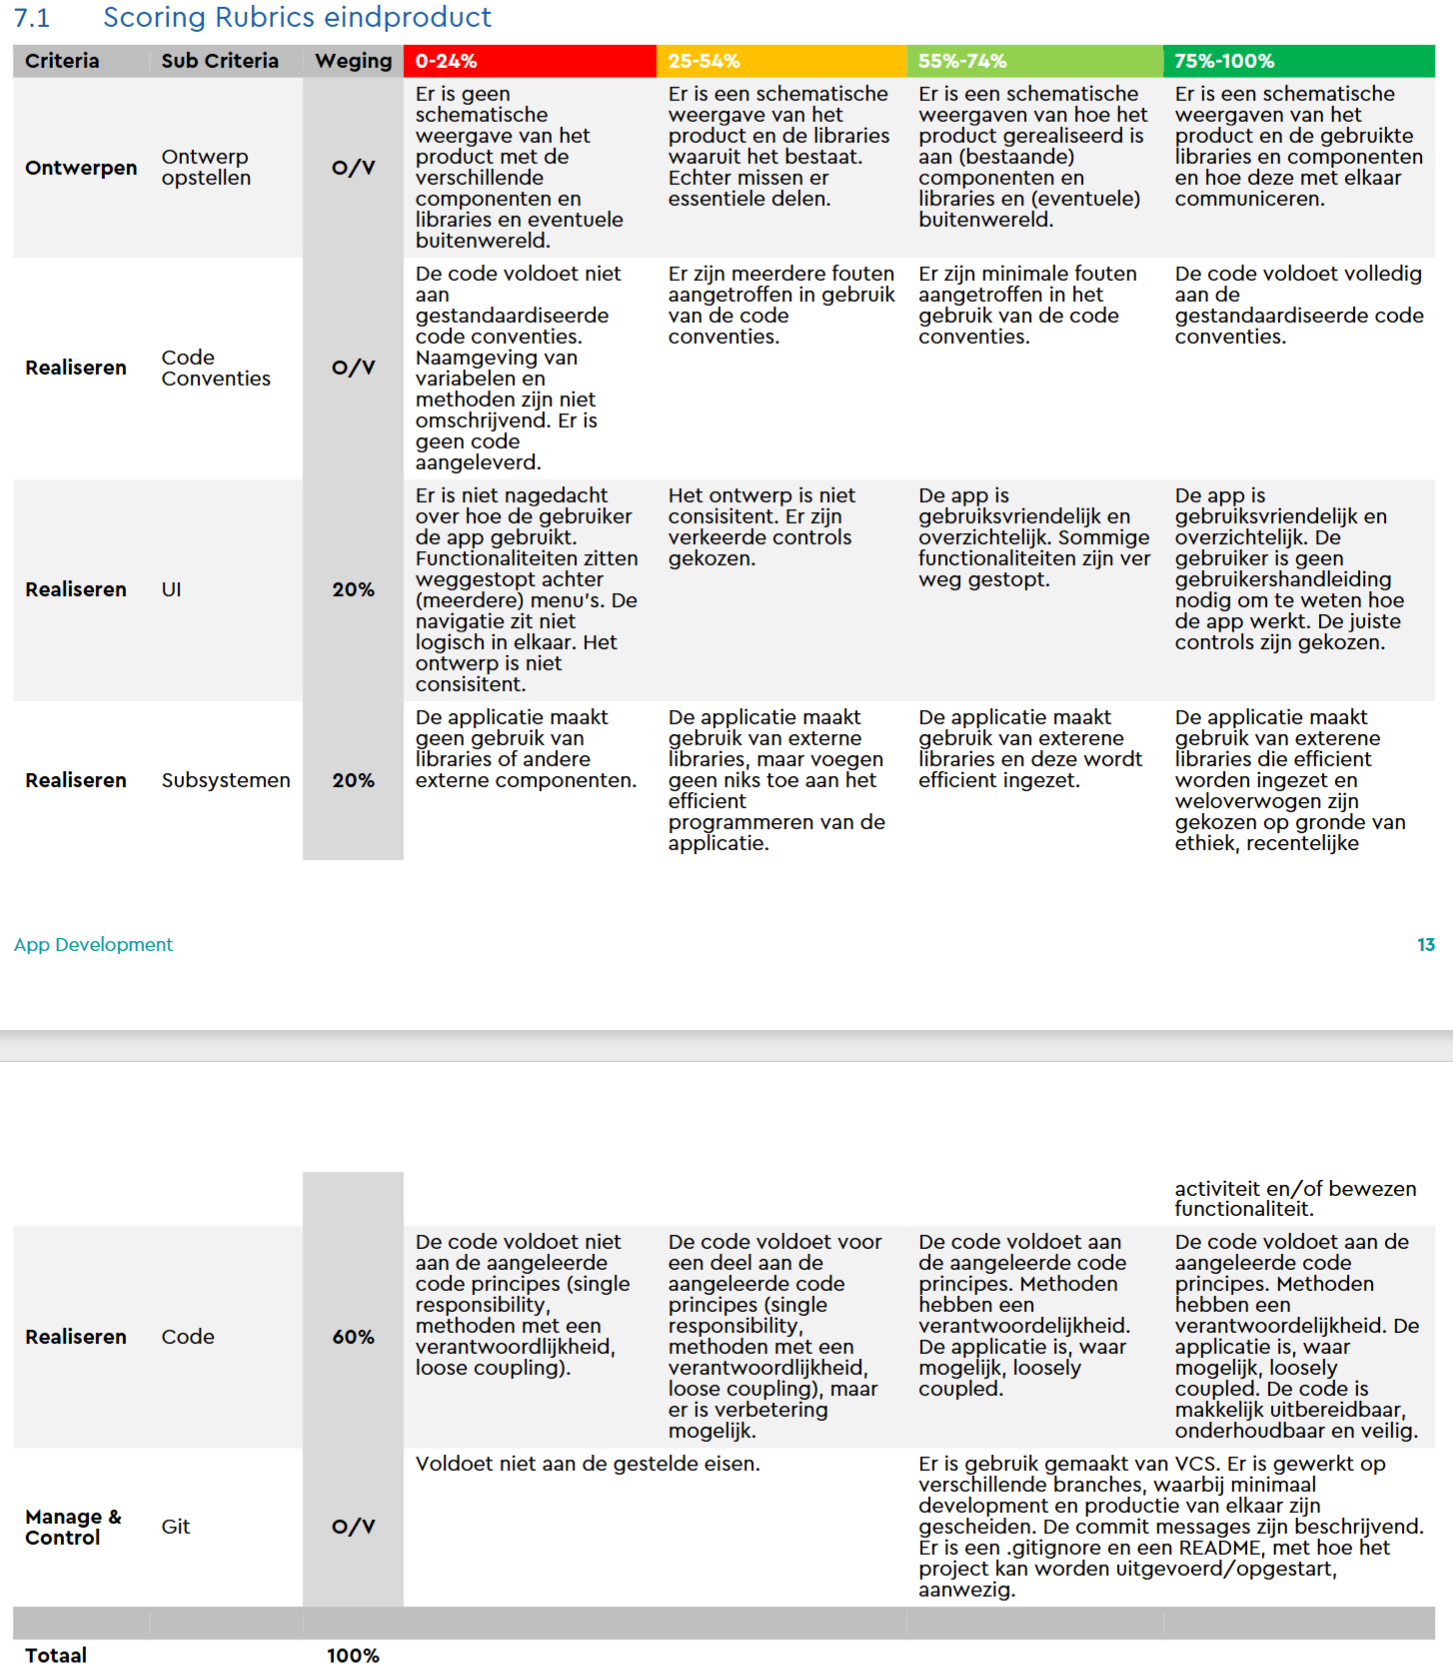 7.1 Scoring Rubrics eindproduct
Criteria Sub Criteria Weging 0-24% 25-54% 55%-74% 75%-100%
Ontwerpen
Ontwerp
opstellen
O/V
Er is geen
schematische
weergave van het
product met de
verschillende
componenten en
libraries en eventuele
buitenwereld.
Er is een schematische
weergave van het
product en de libraries
waaruit het bestaat.
Echter missen er
essentiele delen.
Er is een schematische
weergaven van hoe het
product gerealiseerd is
aan (bestaande)
componenten en
libraries en (eventuele)
buitenwereld.
Er is een schematische
weergaven van het
product en de gebruikte
libraries en componenten
en hoe deze met elkaar
communiceren.
Realiseren
Code
Conventies
O/V
De code voldoet niet
aan
gestandaardiseerde
code conventies.
Naamgeving van
variabelen en
methoden zijn niet
omschrijvend. Er is
geen code
aangeleverd.
Er zijn meerdere fouten
aangetroffen in gebruik
van de code
conventies.
Er zijn minimale fouten
aangetroffen in het
gebruik van de code
conventies.
De code voldoet volledig
aan de
gestandaardiseerde code
conventies.
Realiseren
UI
20%
Er is niet nagedacht
over hoe de gebruiker
de app gebruikt.
Functionaliteiten zitten
weggestopt achter
(meerdere) menu's. De
navigatie zit niet
logisch in elkaar. Het
ontwerp is niet
consisitent.
Het ontwerp is niet
consisitent. Er zijn
verkeerde controls
gekozen.
De app is
gebruiksvriendelijk en
overzichtelijk. Sommige
functionaliteiten zijn ver
weg gestopt.
De app is
gebruiksvriendelijk en
overzichtelijk. De
gebruiker is geen
gebruikershandleiding
nodig om te weten hoe
de app werkt. De juiste
controls zijn gekozen.
Realiseren
Subsystemen
20%
De applicatie maakt
geen gebruik van
libraries of andere
externe componenten.
De applicatie maakt
gebruik van externe
libraries, maar voegen
geen niks toe aan het
efficient
programmeren van de
applicatie.
De applicatie maakt
gebruik van exterene
libraries en deze wordt
efficient ingezet.
De applicatie maakt
gebruik van exterene
libraries die efficient
worden ingezet en
weloverwogen zijn
gekozen op gronde van
ethiek, recentelijke
App Development 13
activiteit en/of bewezen
functionaliteit.
Realiseren
Code
60%
De code voldoet niet
aan de aangeleerde
code principes (single
responsibility,
methoden met een
verantwoordlijkheid,
loose coupling).
De code voldoet voor
een deel aan de
aangeleerde code
principes (single
responsibility,
methoden met een
verantwoordlijkheid,
loose coupling), maar
er is verbetering
mogelijk.
De code voldoet aan
de aangeleerde code
principes. Methoden
hebben een
verantwoordelijkheid.
De applicatie is, waar
mogelijk, loosely
coupled.
De code voldoet aan de
aangeleerde code
principes. Methoden
hebben een
verantwoordelijkheid. De
applicatie is, waar
mogelijk, loosely
coupled. De code is
makkelijk uitbereidbaar,
onderhoudbaar en veilig.
Manage &
Control
Git
O/V
Voldoet niet aan de gestelde eisen.
Er is gebruik gemaakt van VCS. Er is gewerkt op
verschillende branches, waarbij minimaal
development en productie van elkaar zijn
gescheiden. De commit messages zijn beschrijvend.
Er is een .gitignore en een README, met hoe het
project kan worden uitgevoerd/opgestart,
aanwezig.
Totaal 100%